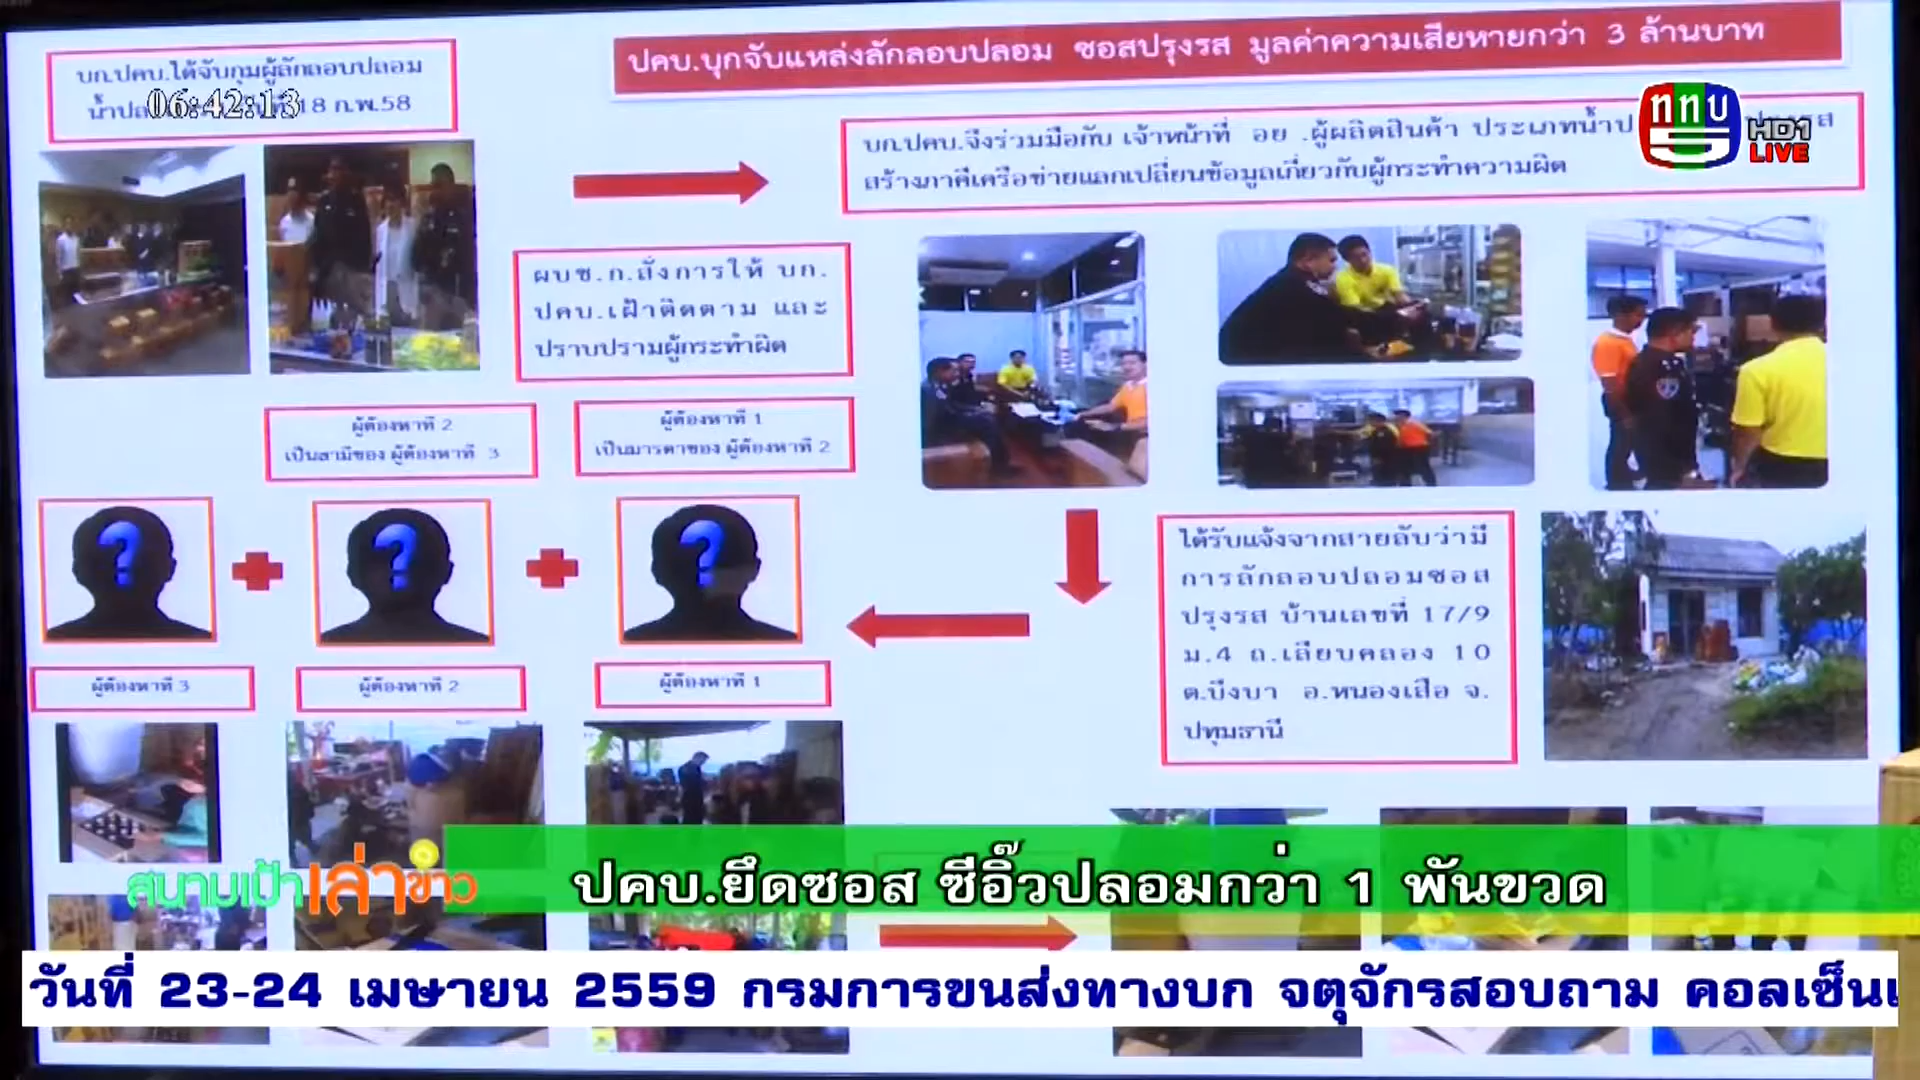 ปคบ.บุกจับแหล่งลักลอบปลอม ซอสปรุงรส มูลค่าความเสียหายกว่า 3 ล้านบาท
บก.ปคบ.ได้จับกุมผู้ลักลอบปลอม
18 ก.พ.58
06:42:13
ททบ
5
HD1
LIVE
บก.ปคบ.จึงร่วมมือกับ เจ้าหน้าที่ อย .ผู้ผลิตสินค้า ประเภทน้ำป
สร้างภาคีเครือข่ายแลกเปลี่ยนข้อมูลเกี่ยวกับผู้กระทำความผิด
ผบช.ก.สั่งการให้ บก.
ปคบ.เฝ้าติดตาม และ
ปราบปรามผู้กระทำผิด
ผู้ต้องหาที่ 2
เป็นสามีของ ผู้ต้องหาที่ 3
ผู้ต้องหาที่ 1
เป็นมารดาของ ผู้ต้องหาที่ 2
ได้รับแจ้งจากสายลับว่ามี
การลักลอบปลอมซอส
ปรุงรส บ้านเลขที่ 17/9
ม.4 ถ.เลียบคลอง 10
ต.บึงบา อ.หนองเสือ จ.
ปทุมธานี
?
?
?
ผู้ต้องหาที่ 3
ผู้ต้องหาที่ 2
ผู้ต้องหาที่ 1
สนามเป้าเล่าข่าว
ปคบ.ยึดซอส ซีอิ๊วปลอมกว่า 1 พันขวด
วันที่ 23-24 เมษายน 2559 กรมการขนส่งทางบก จตุจักรสอบถาม คอลเซ็นเ